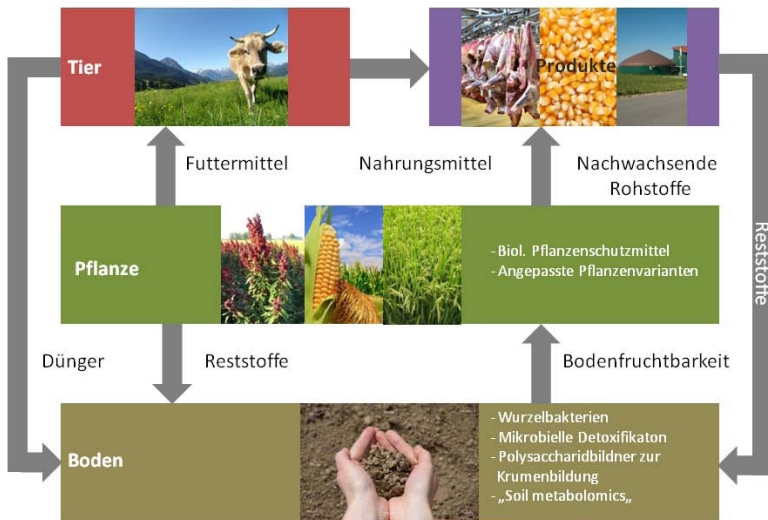 Tier
Produkte
Futtermittel
Nahrungsmittel
Nachwachsende
Rohstoffe
Pflanze
- Biol. Pflanzenschutzmittel
- Angepasste Pflanzenvarianten
Reststoffe
Dünger
Reststoffe
Bodenfruchtbarkeit
Boden
- Wurzelbakterien
- Mikrobielle Detoxifikaton
- Polysaccharidbildner zur
Krumenbildung
- „Soil metabolomics„